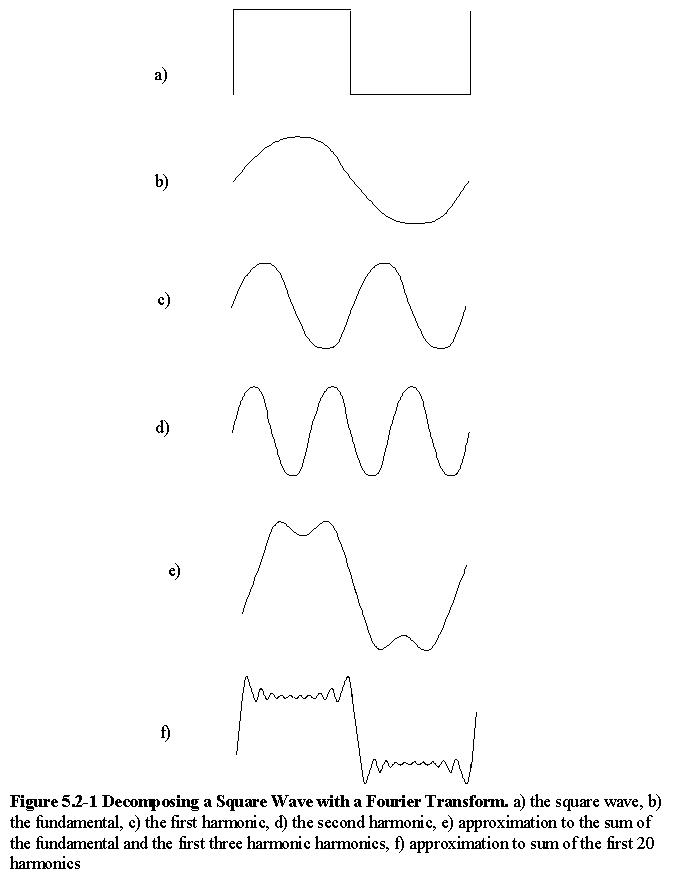 a)
b)
c)
d)
e)
f)
Figure 5.2-1 Decomposing a Square Wave with a Fourier Transform. a) the square wave, b)
the fundamental, c) the first harmonic, d) the second harmonic, e) approximation to the sum of
the fundamental and the first three harmonic harmonics, f) approximation to sum of the first 20
harmonics